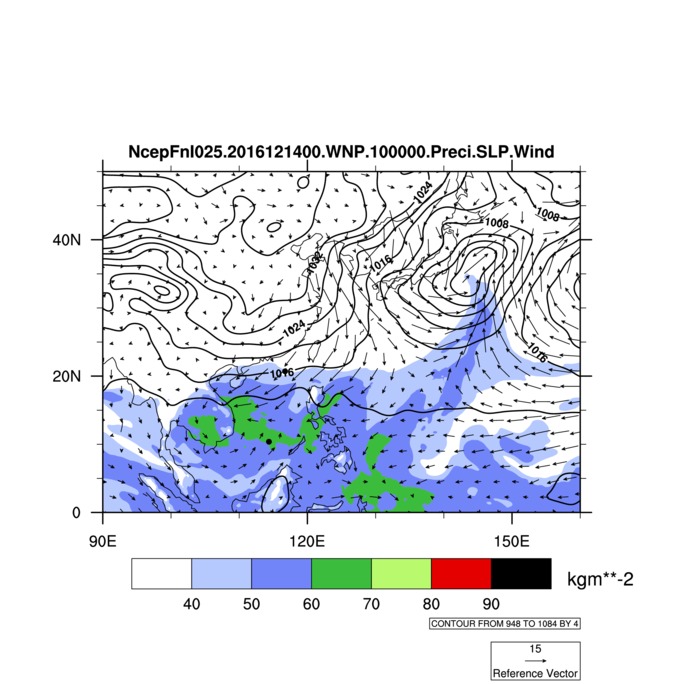 NcepFnl025.2016121400.WNP.100000.Preci.SLP.Wind
1024
1008
1008
40N
1032
1016
1024
1016
1016
20N
0
90E 120E 150E
kgm**-2
40 50 60 70 80 90
CONTOUR FROM 948 TO 1084 BY 4
15
Reference Vector